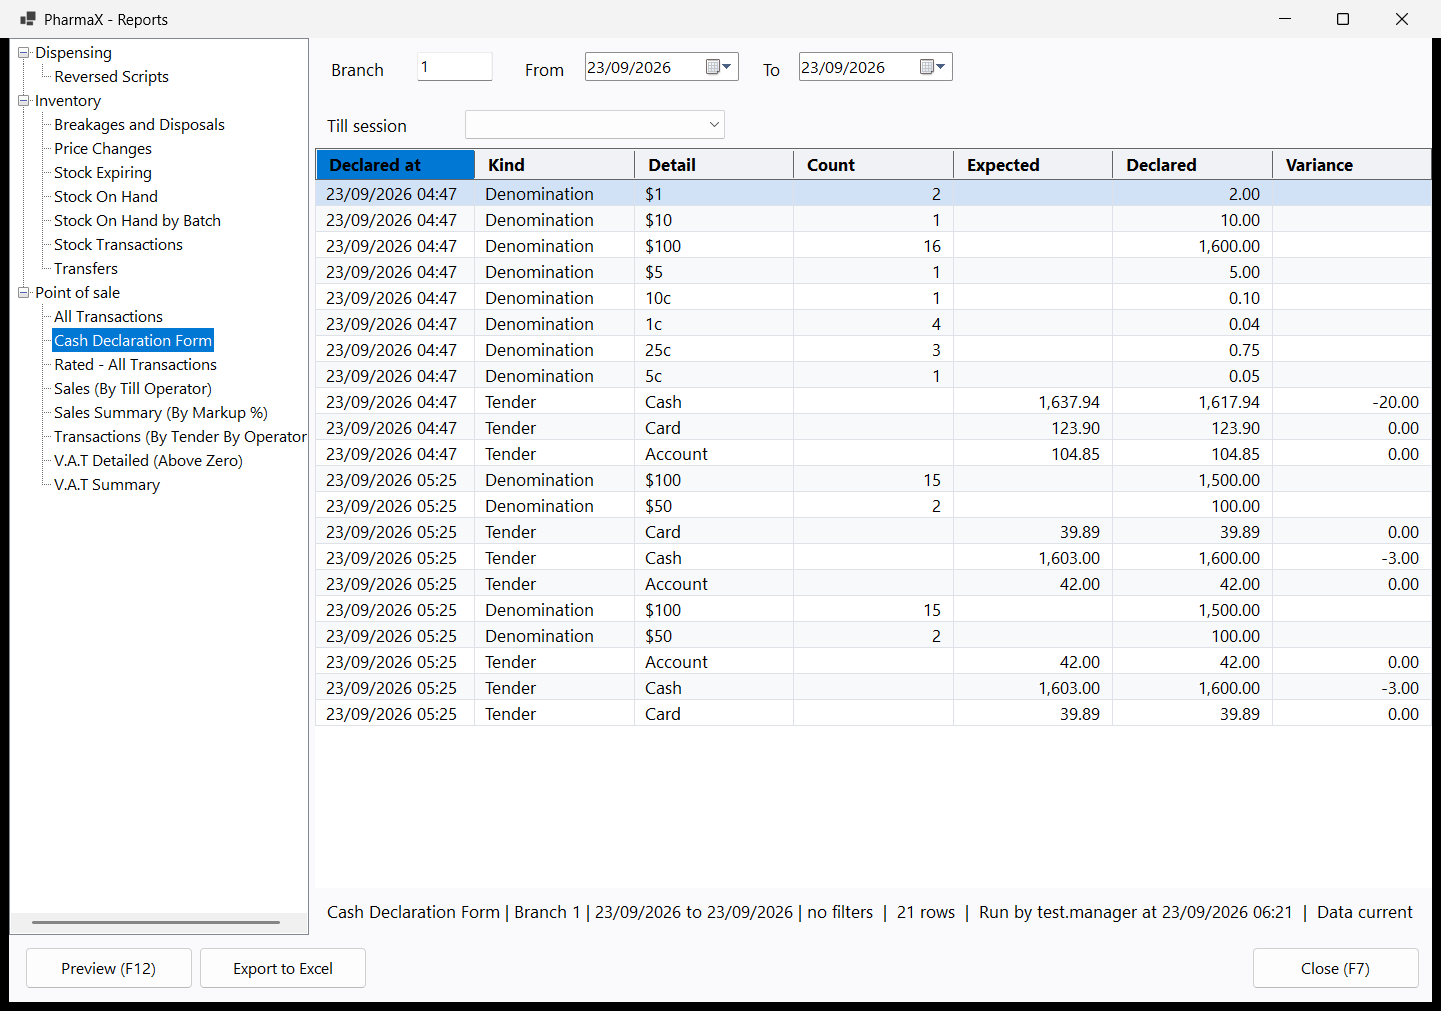 PharmaX - Reports
Dispensing
Reversed Scripts
Inventory
Breakages and Disposals
Price Changes
Stock Expiring
Stock On Hand
Stock On Hand by Batch
Stock Transactions
Transfers
Point of sale
All Transactions
Cash Declaration Form
Rated - All Transactions
Sales (By Till Operator)
Sales Summary (By Markup %)
Transactions (By Tender By Operator
V.A.T Detailed (Above Zero)
V.A.T Summary
Branch 1 From 23/09/2026 To 23/09/2026
Till session
Declared at Kind Detail Count Expected Declared Variance
23/09/2026 04:47 Denomination $1 2 2.00
23/09/2026 04:47 Denomination $10 1 10.00
23/09/2026 04:47 Denomination $100 16 1,600.00
23/09/2026 04:47 Denomination $5 1 5.00
23/09/2026 04:47 Denomination 10c 1 0.10
23/09/2026 04:47 Denomination 1c 4 0.04
23/09/2026 04:47 Denomination 25c 3 0.75
23/09/2026 04:47 Denomination 5c 1 0.05
23/09/2026 04:47 Tender Cash 1,637.94 1,617.94 -20.00
23/09/2026 04:47 Tender Card 123.90 123.90 0.00
23/09/2026 04:47 Tender Account 104.85 104.85 0.00
23/09/2026 05:25 Denomination $100 15 1,500.00
23/09/2026 05:25 Denomination $50 2 100.00
23/09/2026 05:25 Tender Card 39.89 39.89 0.00
23/09/2026 05:25 Tender Cash 1,603.00 1,600.00 -3.00
23/09/2026 05:25 Tender Account 42.00 42.00 0.00
23/09/2026 05:25 Denomination $100 15 1,500.00
23/09/2026 05:25 Denomination $50 2 100.00
23/09/2026 05:25 Tender Account 42.00 42.00 0.00
23/09/2026 05:25 Tender Cash 1,603.00 1,600.00 -3.00
23/09/2026 05:25 Tender Card 39.89 39.89 0.00
Cash Declaration Form | Branch 1 | 23/09/2026 to 23/09/2026 | no filters | 21 rows | Run by test.manager at 23/09/2026 06:21 | Data current
Preview (F12) Export to Excel Close (F7)